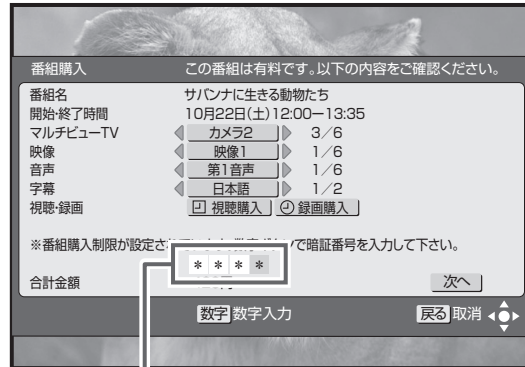 番組購入 この番組は有料です。以下の内容をご確認ください。
番組名 サバンナに生きる動物たち
開始・終了時間 10月22日(土)12:00ー13:35
マルチビューTV カメラ2 3/6
映像 映像1 1/6
音声 第1音声 1/6
字幕 日本語 1/2
視聴・録画 視聴購入 録画購入
※番組購入制限が設定さ で暗証番号を入力して下さい。
* * * *
合計金額 次へ
数字 数字入力 戻る 取消